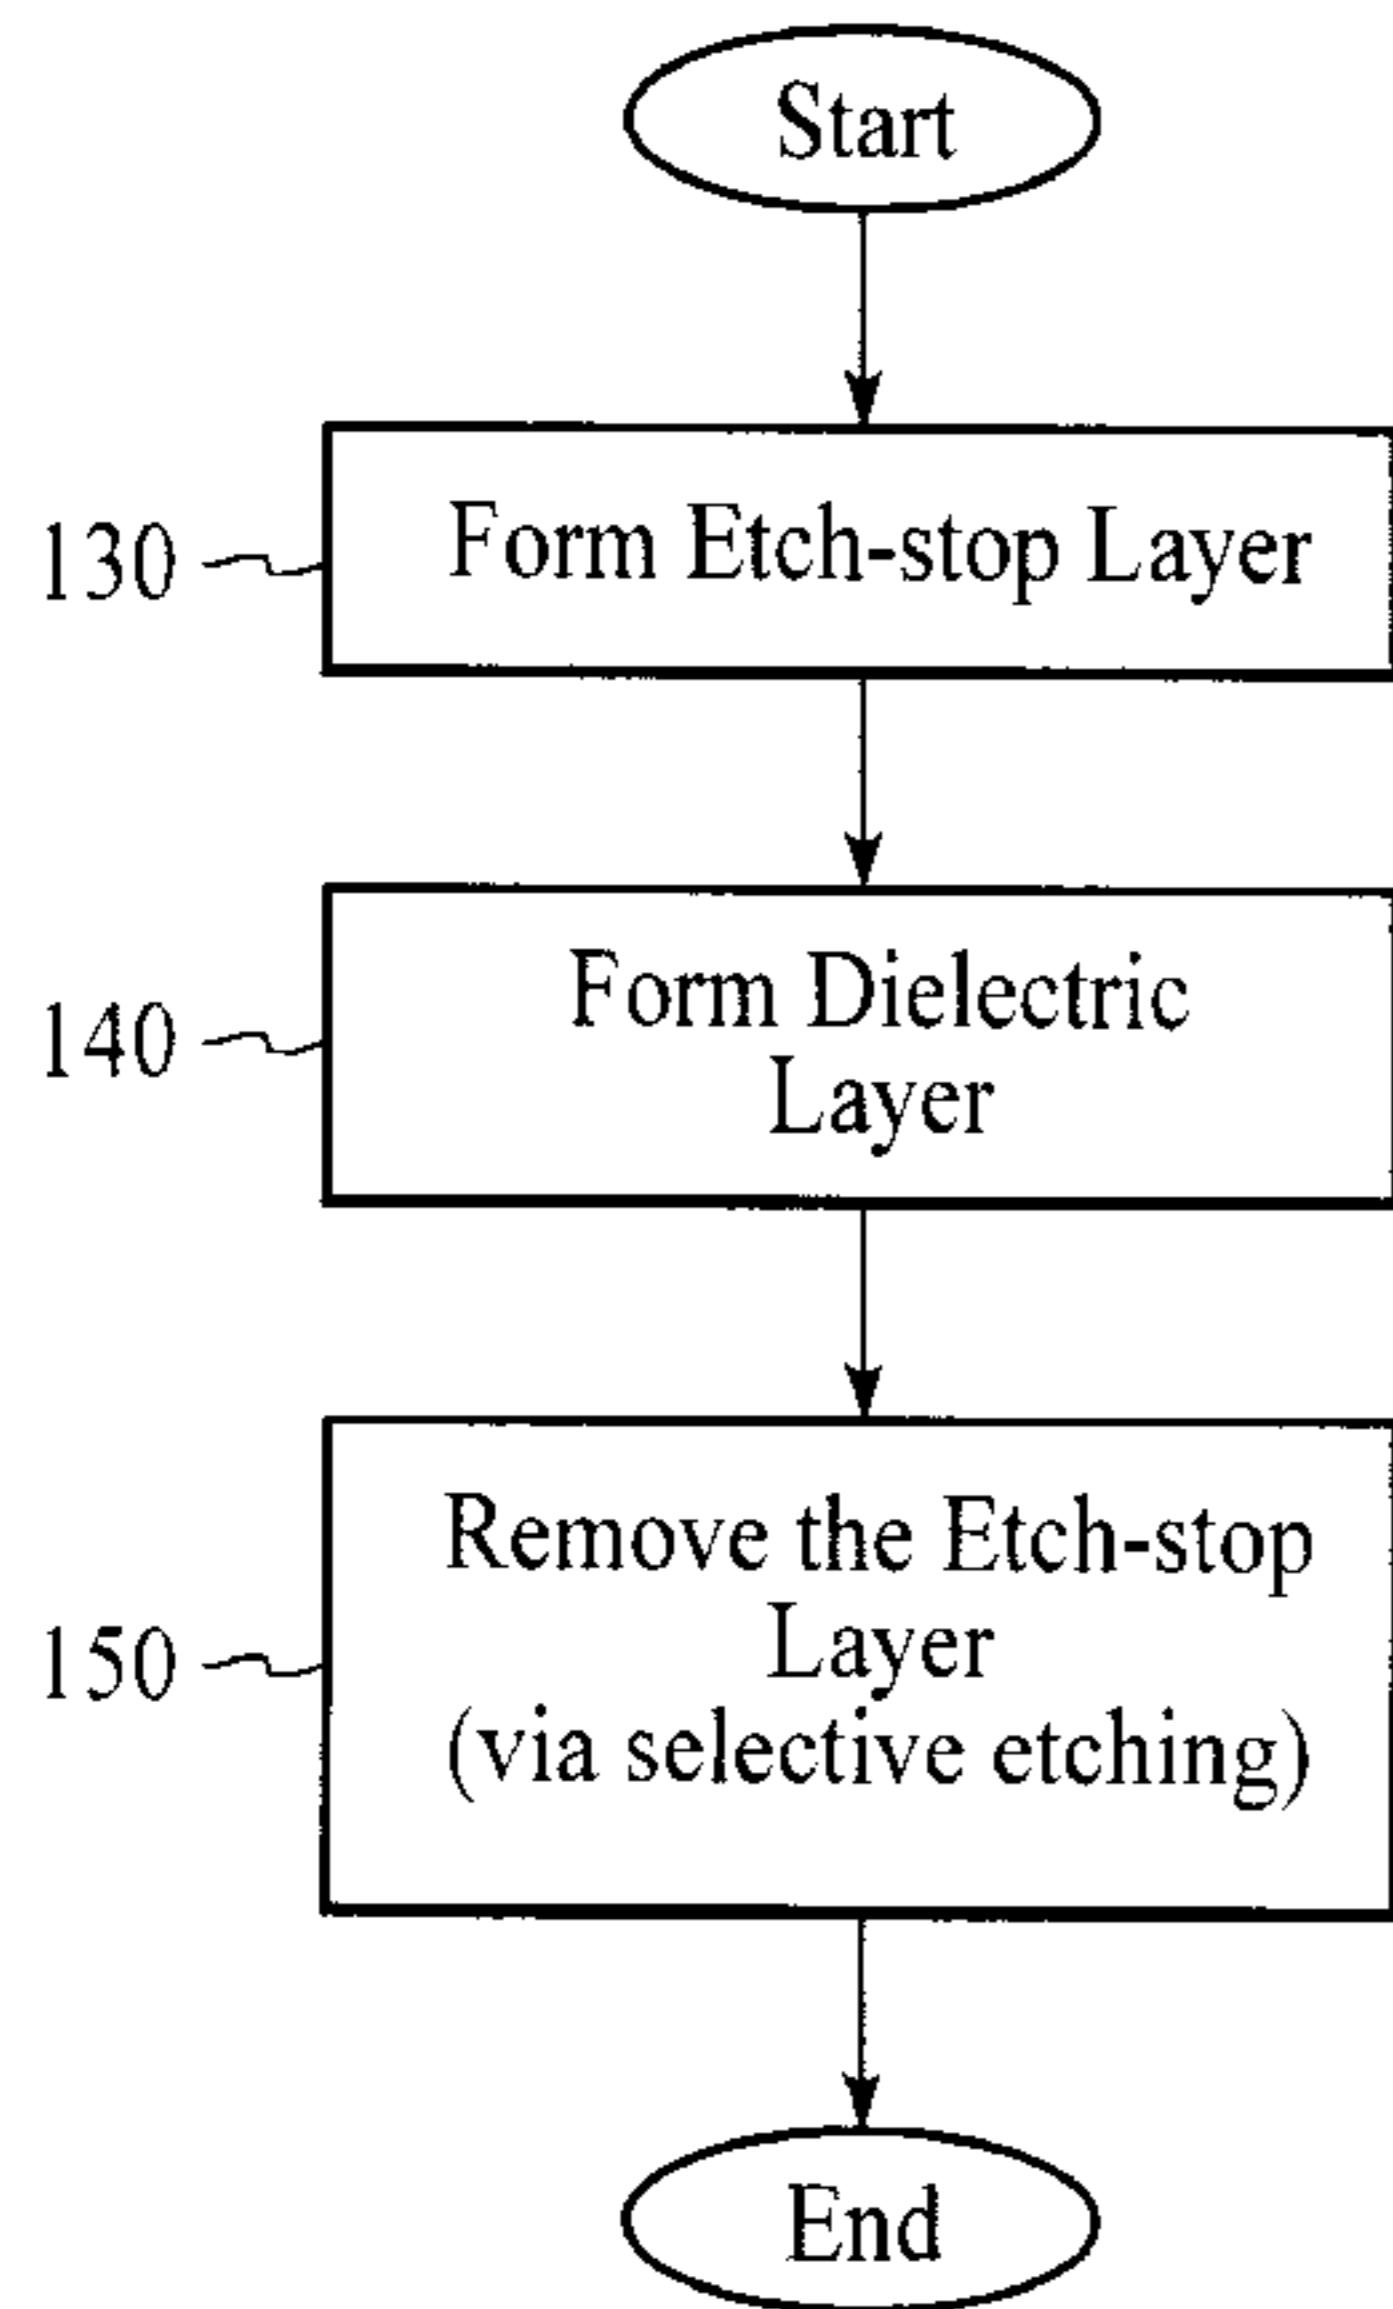 Start
130
Form Etch-stop Layer
140
Form Dielectric
Layer
150
Remove the Etch-stop
Layer
(via selective etching)
End